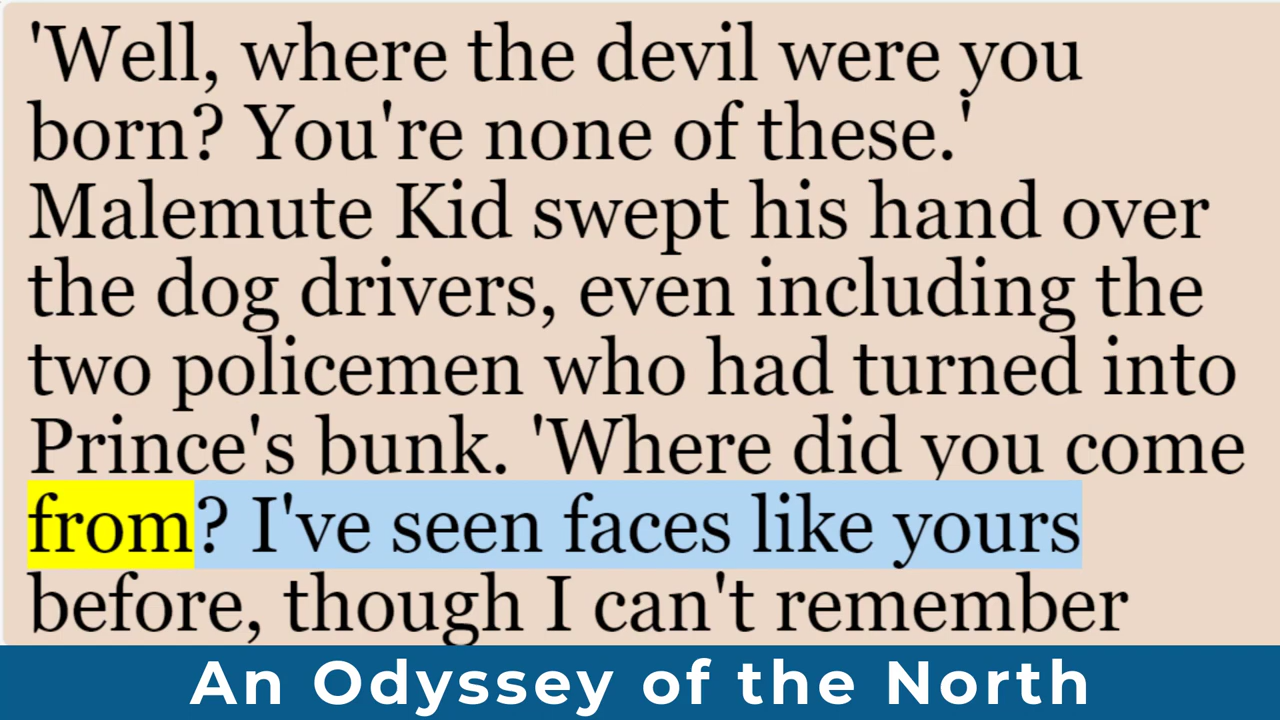 'Well, where the devil were you
born? You're none of these.'
Malemute Kid swept his hand over
the dog drivers, even including the
two policemen who had turned into
Prince's bunk. 'Where did you come
from? I've seen faces like yours
before, though I can't remember
An Odyssey of the North